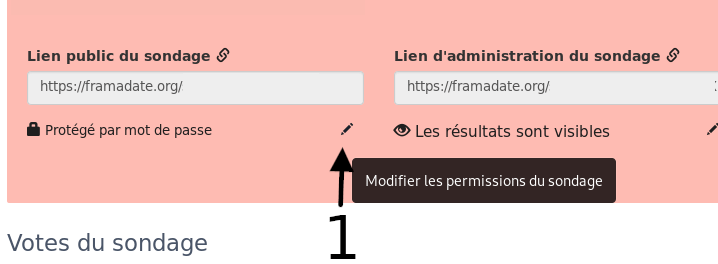 Lien public du sondage
Lien d'administration du sondage
https://framadate.org/
https://framadate.org/
Protégé par mot de passe
Les résultats sont visibles
Modifier les permissions du sondage
1
Votes du sondage